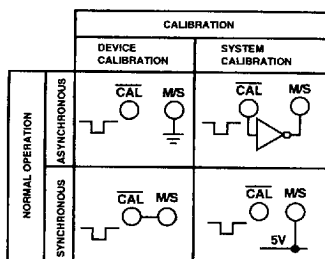 CALIBRATION
DEVICE
CALIBRATION
SYSTEM
CALIBRATION
NORMAL OPERATION
ASYNCHRONOUS
CAL M/S
CAL M/S
SYNCHRONOUS
CAL M/S
CAL M/S
5V